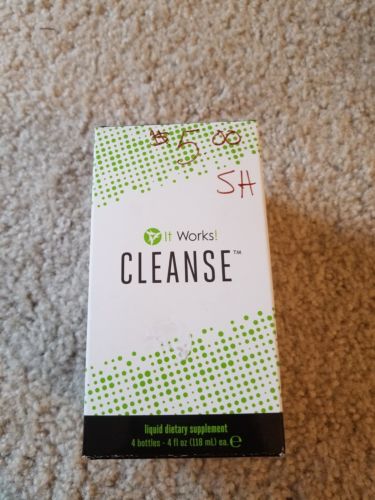 $5.00
SH
It Works!
CLEANSE™
liquid dietary supplement
4 bottles - 4 fl oz (118 mL) ea. ℮